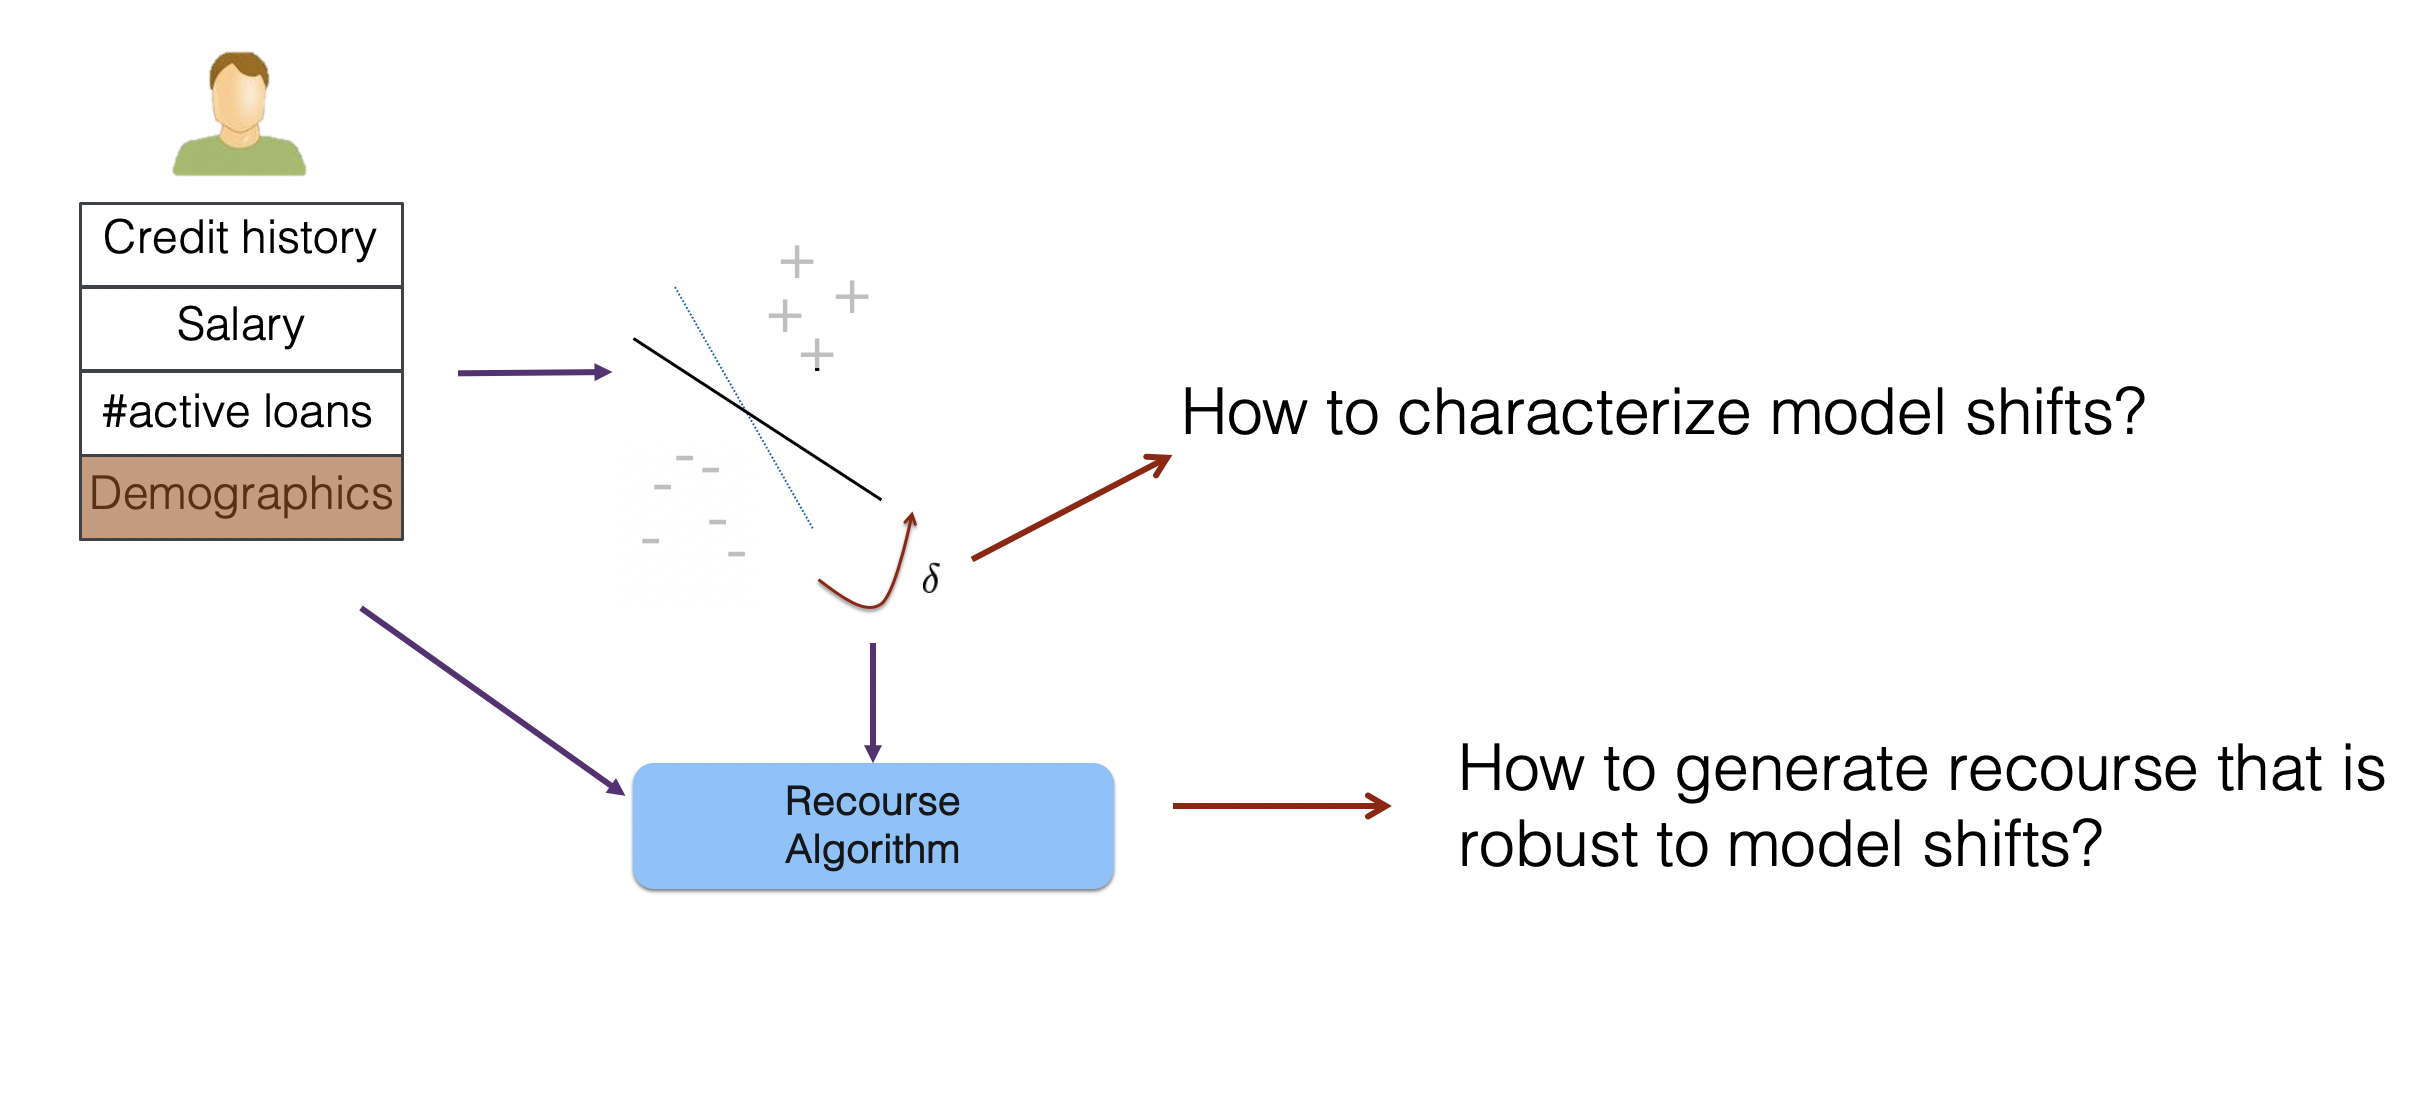 Credit history
Salary
#active loans
Demographics
How to characterize model shifts?
δ
Recourse
Algorithm
How to generate recourse that is
robust to model shifts?